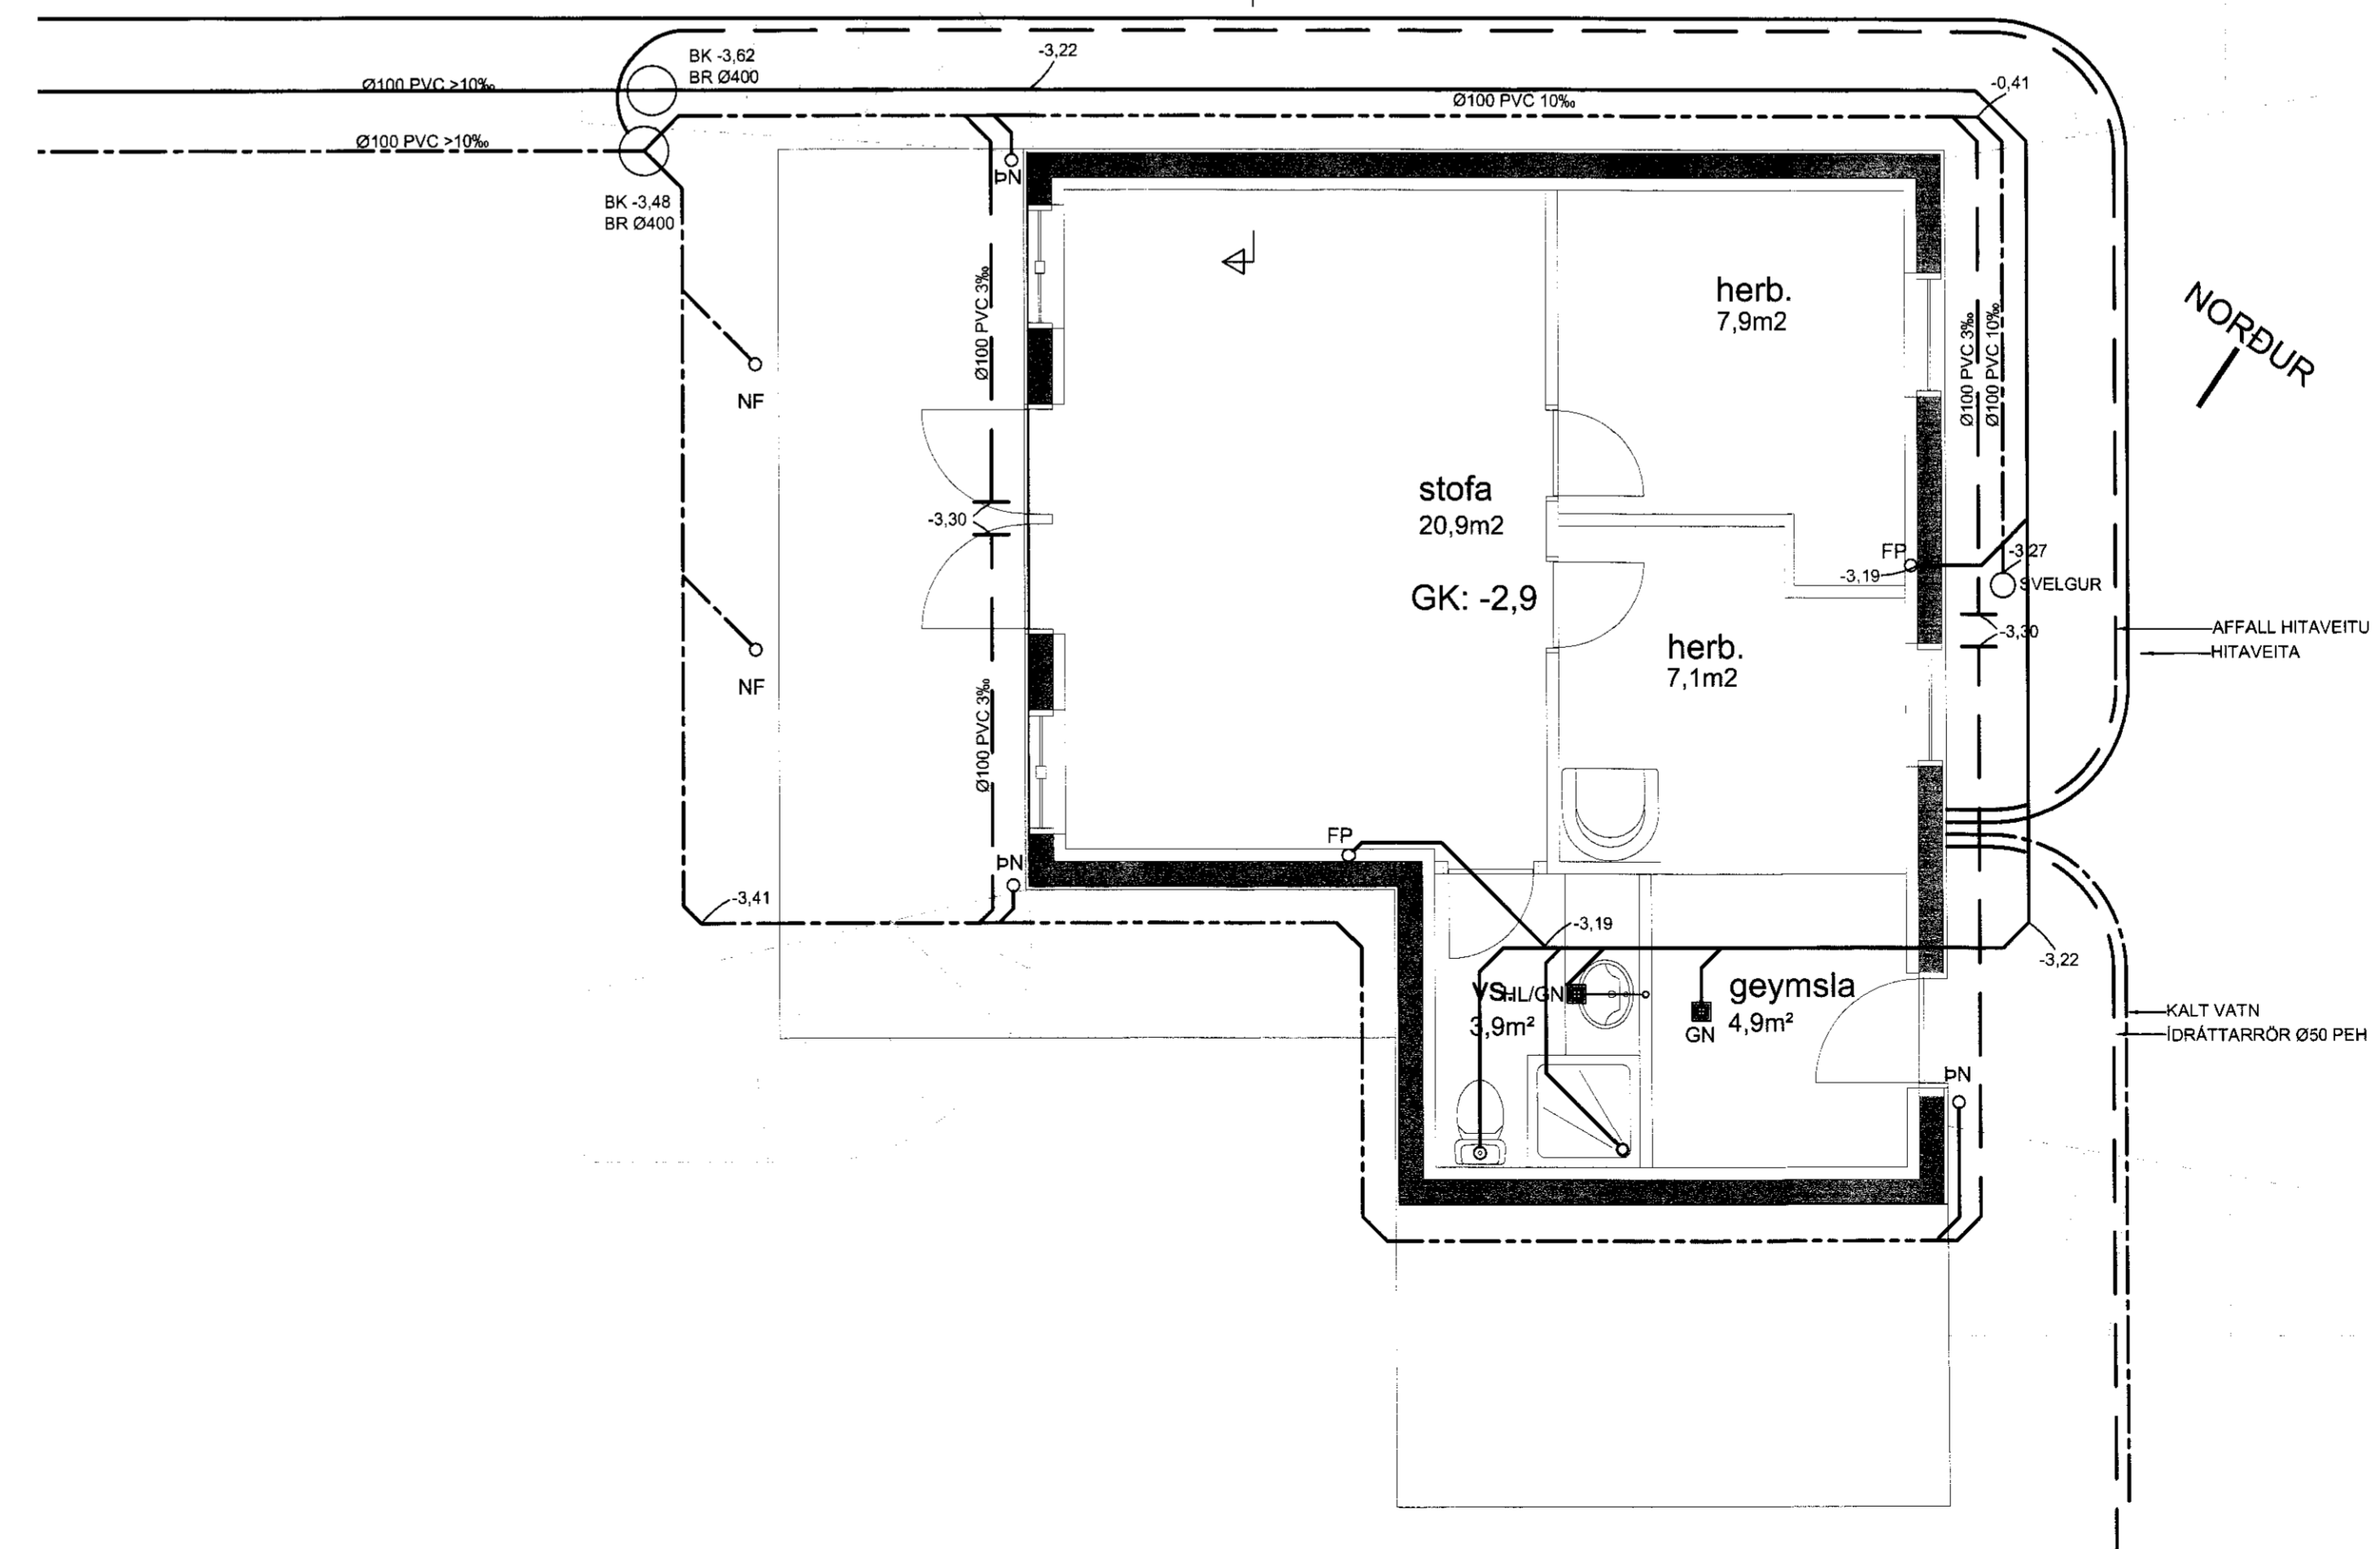 BK -3,62
BR Ø400
-3,22
Ø100 PVC >10‰
Ø100 PVC 10‰
-0,41
Ø100 PVC >10‰
ÞN
BK -3,48
BR Ø400
NORÐUR
herb.
7,9m2
Ø100 PVC 3‰
Ø100 PVC 3‰
Ø100 PVC 10‰
NF
stofa
20,9m2
-3,30
FP
-3,19
-3,27
SVELGUR
GK: -2,9
AFFALL HITAVEITU
-3,30
HITAVEITA
herb.
7,1m2
NF
Ø100 PVC 3‰
FP
ÞN
-3,41
-3,19
-3,22
vs.
HL/GN
3,9m²
geymsla
4,9m²
GN
KALT VATN
ÍDRÁTTARRÖR Ø50 PEH
ÞN